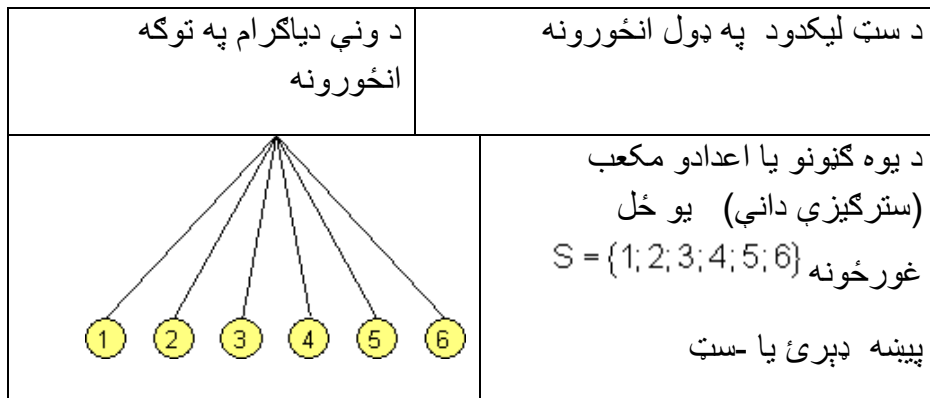 د سټ لیکدود په ډول انځورونه
د ونې دیاګرام په توګه
انځورونه
د یوه ګڼونو یا اعدادو مکعب
(سترګیزې دانې) یو ځل
غورځونه S = {1; 2; 3; 4; 5; 6}
پیښه ډېرئ یا -سټ
1 2 3 4 5 6